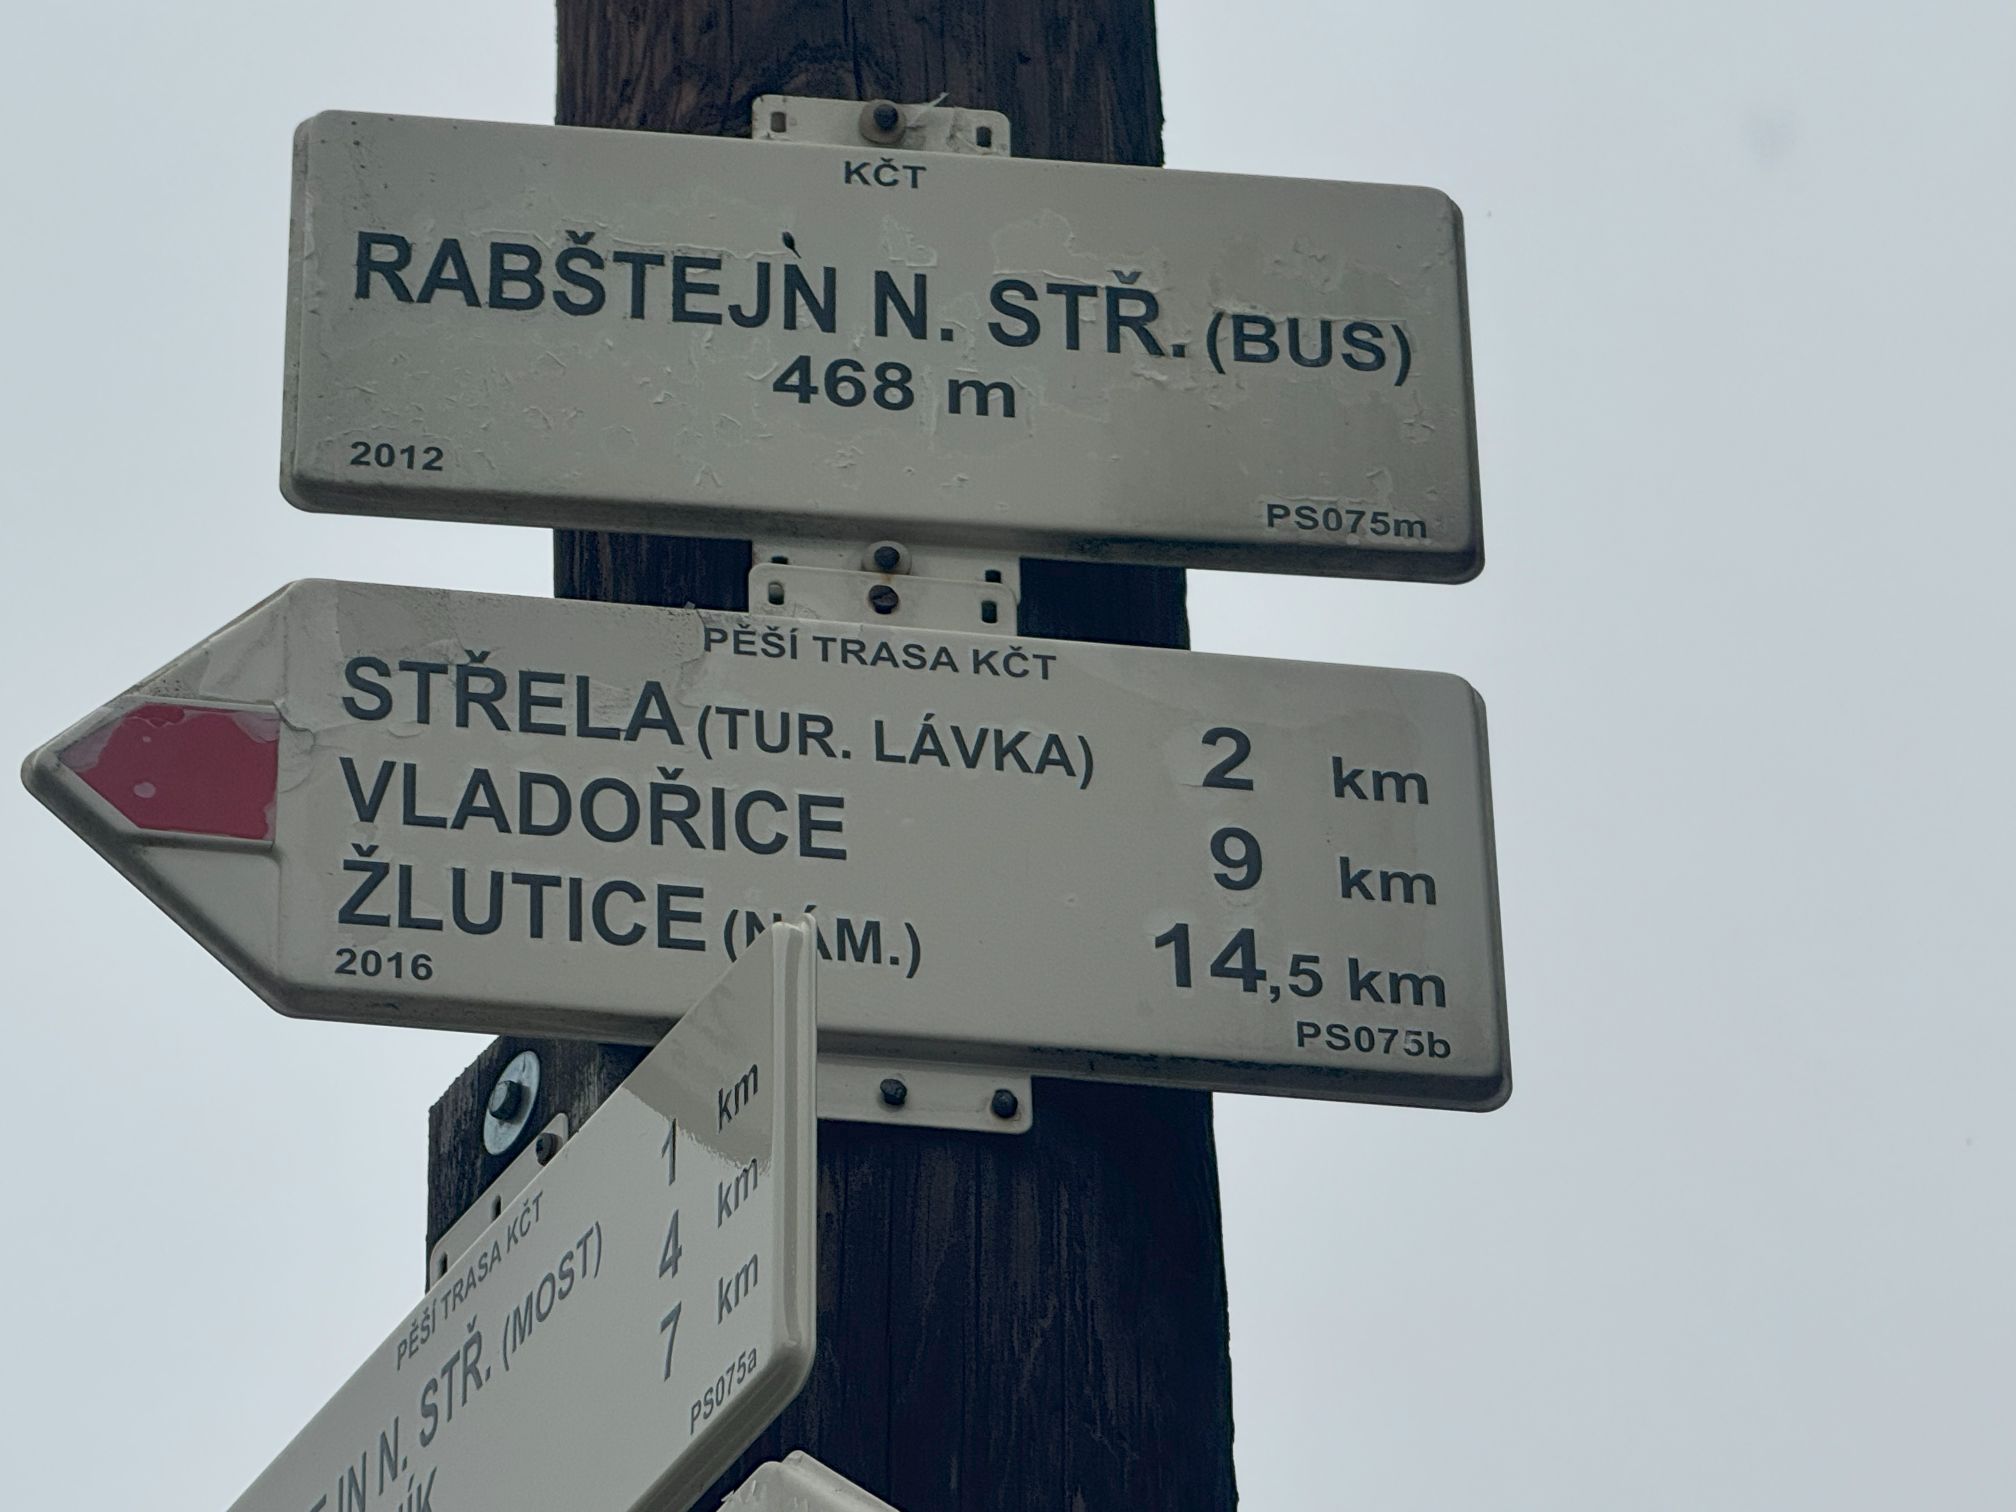 KČT
RABŠTEJN N. STŘ. (BUS)
468 m
2012
PS075m
PĚŠÍ TRASA KČT
STŘELA (TUR. LÁVKA) 2 km
VLADOŘICE 9 km
ŽLUTICE (NÁM.) 14,5 km
2016
PS075b
PĚŠÍ TRASA KČT
N. STŘ. (MOST) 1 km
4 km
7 km
PS075a